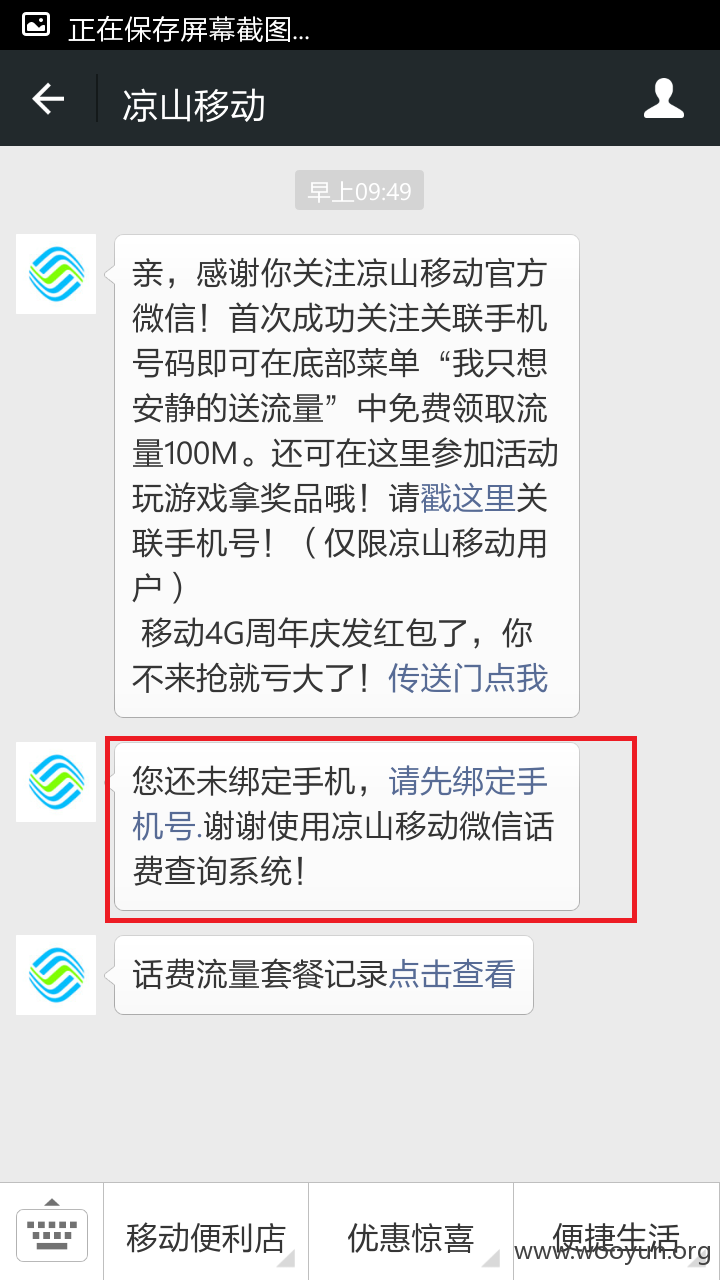 正在保存屏幕截图...
凉山移动
早上09:49
亲，感谢你关注凉山移动官方
微信！首次成功关注关联手机
号码即可在底部菜单“我只想
安静的送流量”中免费领取流
量100M。还可在这里参加活动
玩游戏拿奖品哦！请戳这里关
联手机号！（仅限凉山移动用
户）
移动4G周年庆发红包了，你
不来抢就亏大了！传送门点我
您还未绑定手机，请先绑定手
机号.谢谢使用凉山移动微信话
费查询系统！
话费流量套餐记录点击查看
移动便利店
优惠惊喜
便捷生活
www.wooyun.org